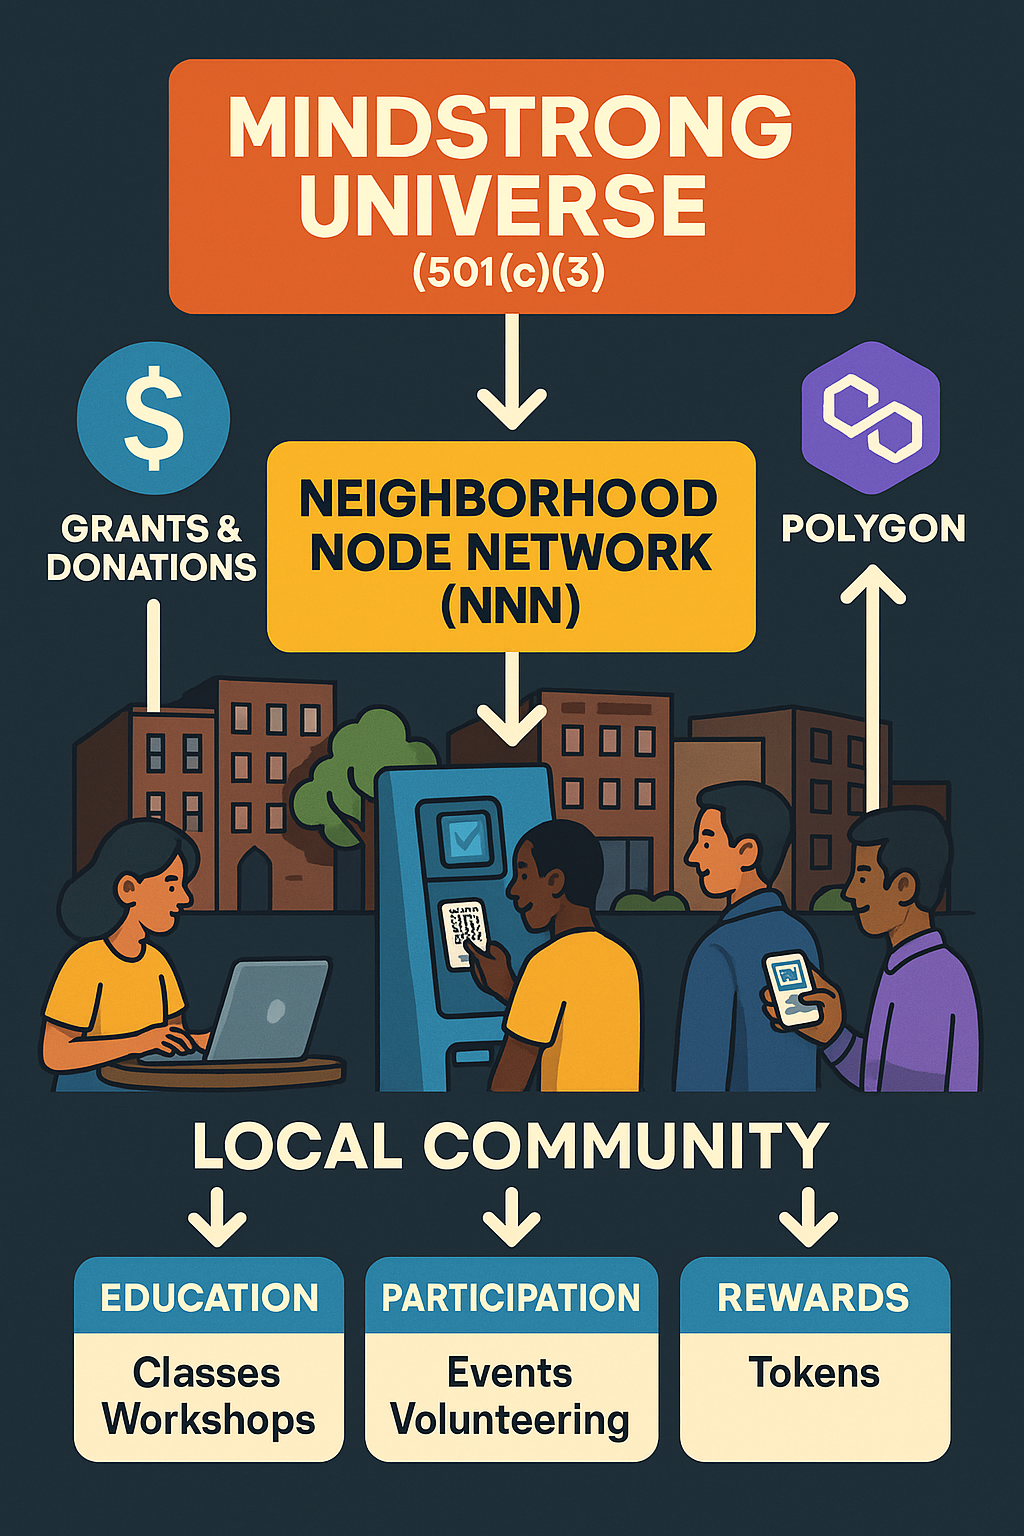 MINDSTRONG
UNIVERSE
(501(c)(3)
$
GRANTS &
DONATIONS
NEIGHBORHOOD
NODE NETWORK
(NNN)
POLYGON
LOCAL COMMUNITY
EDUCATION
Classes
Workshops
PARTICIPATION
Events
Volunteering
REWARDS
Tokens